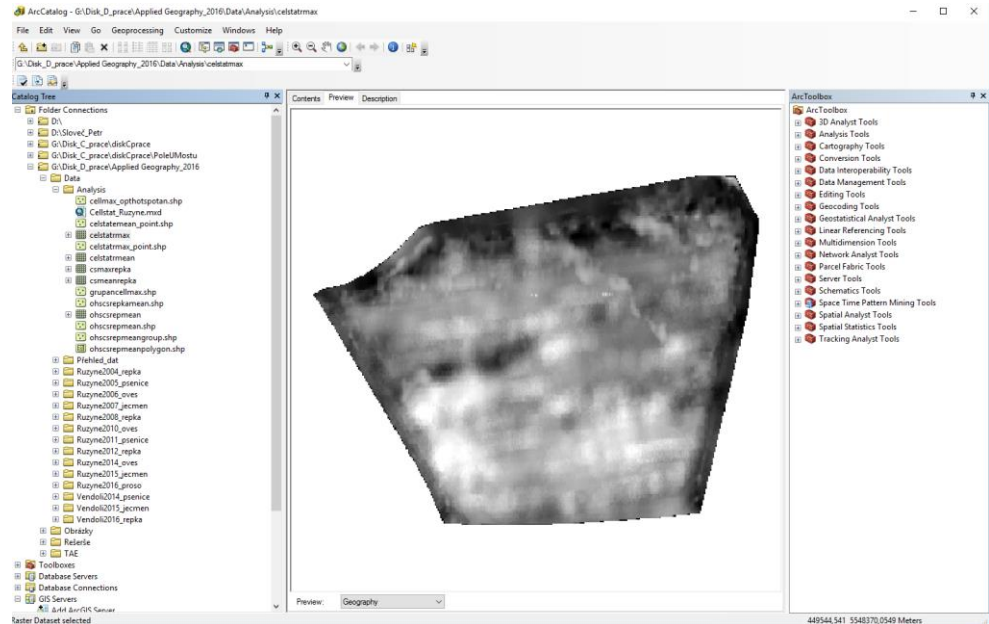 ArcCatalog - G:\Disk_D_prace\Applied Geography_2016\Data\Analysis\celstatrmax
File Edit View Go Geoprocessing Customize Windows Help
G:\Disk_D_prace\Applied Geography_2016\Data\Analysis\celstatrmax
Catalog Tree
Folder Connections
D:\
D:\Sloveč_Petr
G:\Disk_C_prace\diskCprace
G:\Disk_C_prace\diskCprace\PoleUMostu
G:\Disk_D_prace\Applied Geography_2016
Data
Analysis
cellmax_opthotspotan.shp
Cellstat_Ruzyne.mxd
celstatemean_point.shp
celstatrmax
celstatrmax_point.shp
celstatrmean
csmaxrepka
csmeanrepka
grupancellmax.shp
ohscsrepkamean.shp
ohscsrepmean
ohscsrepmean.shp
ohscsrepmeangroup.shp
ohscsrepmeanpolygon.shp
Přehled_dat
Ruzyne2004_repka
Ruzyne2005_psenice
Ruzyne2006_oves
Ruzyne2007_jecmen
Ruzyne2008_repka
Ruzyne2010_oves
Ruzyne2011_psenice
Ruzyne2012_repka
Ruzyne2014_oves
Ruzyne2015_jecmen
Ruzyne2016_proso
Vendoli2014_psenice
Vendoli2015_jecmen
Vendoli2016_repka
Obrázky
Rešerše
TAE
Toolboxes
Database Servers
Database Connections
GIS Servers
Add ArcGIS Server
Raster Dataset selected
Contents Preview Description
Preview: Geography
ArcToolbox
ArcToolbox
3D Analyst Tools
Analysis Tools
Cartography Tools
Conversion Tools
Data Interoperability Tools
Data Management Tools
Editing Tools
Geocoding Tools
Geostatistical Analyst Tools
Linear Referencing Tools
Multidimension Tools
Network Analyst Tools
Parcel Fabric Tools
Server Tools
Schematics Tools
Space Time Pattern Mining Tools
Spatial Analyst Tools
Spatial Statistics Tools
Tracking Analyst Tools
449544,541 5548370,0549 Meters